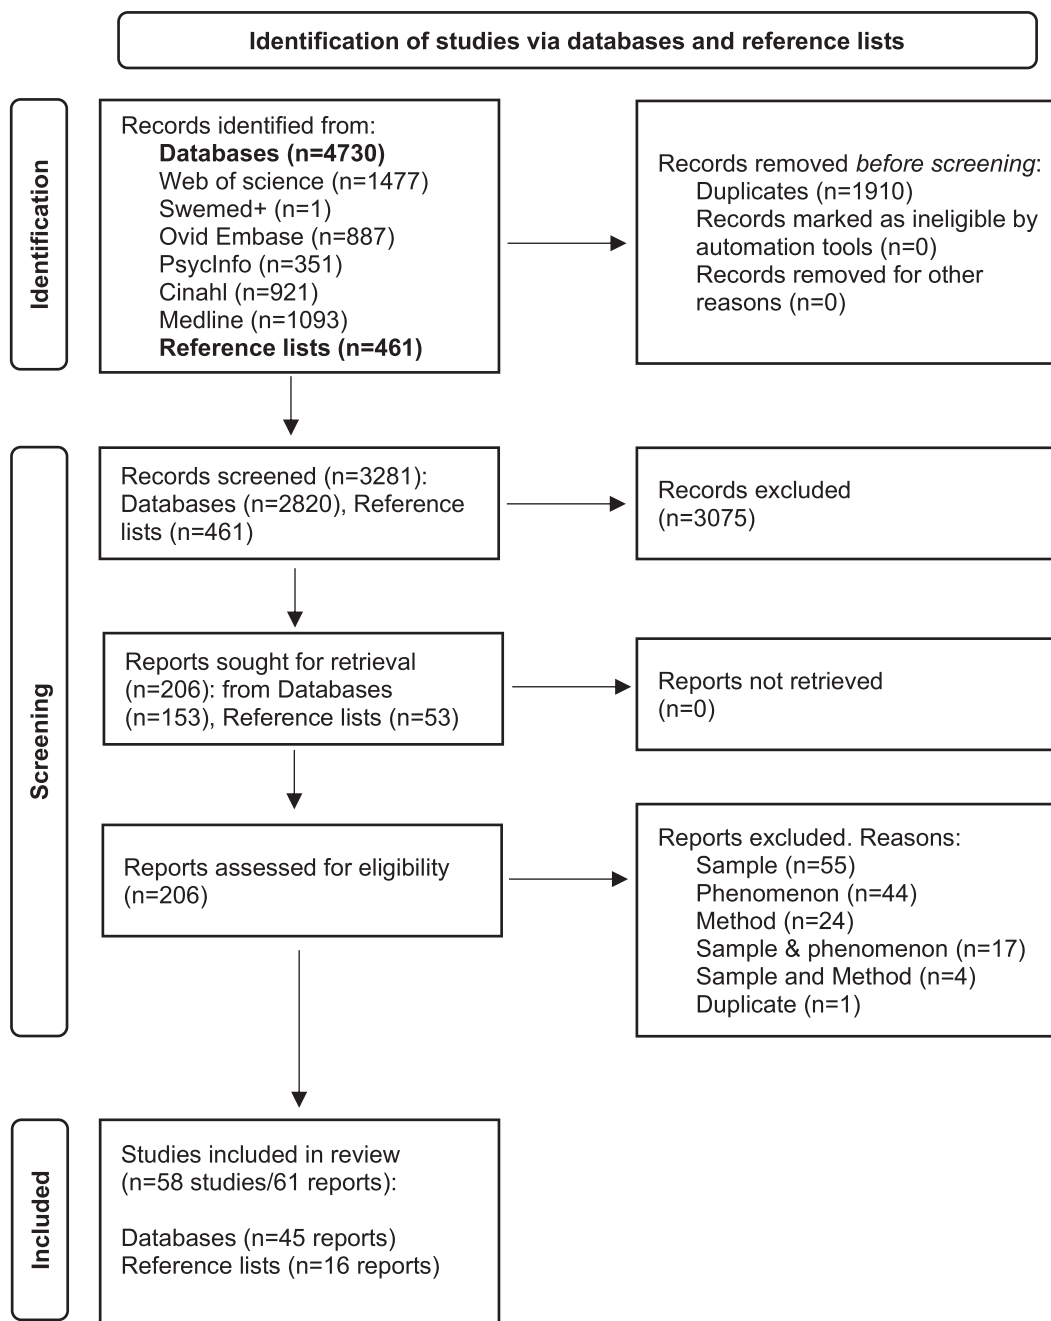 Identification of studies via databases and reference lists
Identification
Records identified from:
Databases (n=4730)
Web of science (n=1477)
Swemed+ (n=1)
Ovid Embase (n=887)
PsycInfo (n=351)
Cinahl (n=921)
Medline (n=1093)
Reference lists (n=461)
Records removed before screening:
Duplicates (n=1910)
Records marked as ineligible by
automation tools (n=0)
Records removed for other
reasons (n=0)
Screening
Records screened (n=3281):
Databases (n=2820), Reference
lists (n=461)
Records excluded
(n=3075)
Reports sought for retrieval
(n=206): from Databases
(n=153), Reference lists (n=53)
Reports not retrieved
(n=0)
Reports assessed for eligibility
(n=206)
Reports excluded. Reasons:
Sample (n=55)
Phenomenon (n=44)
Method (n=24)
Sample & phenomenon (n=17)
Sample and Method (n=4)
Duplicate (n=1)
Included
Studies included in review
(n=58 studies/61 reports):
Databases (n=45 reports)
Reference lists (n=16 reports)